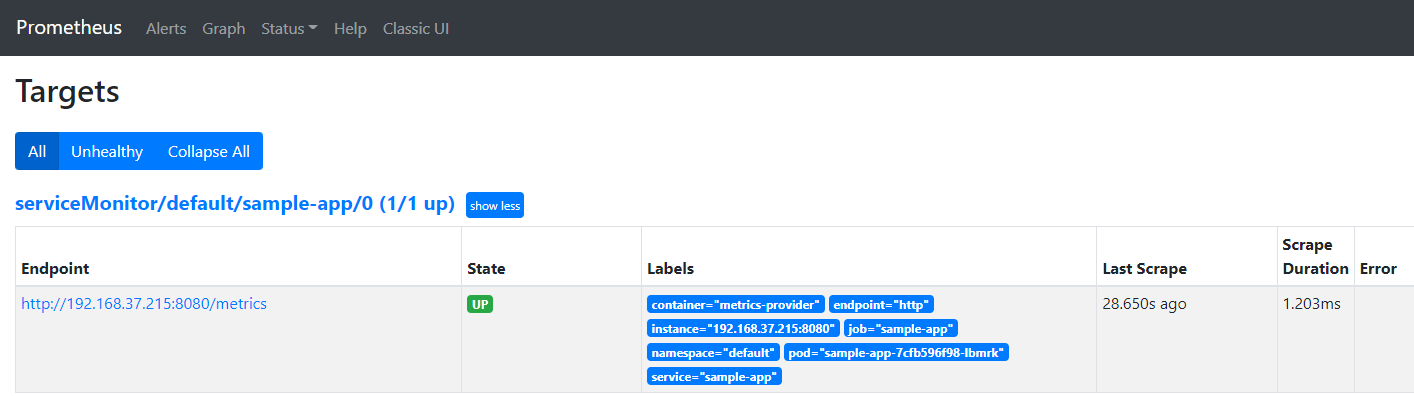 Prometheus Alerts Graph Status Help Classic UI
Targets
All Unhealthy Collapse All
serviceMonitor/default/sample-app/0 (1/1 up) show less
Endpoint State Labels Last Scrape Scrape Duration Error
http://192.168.37.215:8080/metrics UP container="metrics-provider" endpoint="http" 28.650s ago 1.203ms
instance="192.168.37.215:8080" job="sample-app"
namespace="default" pod="sample-app-7cfb596f98-lbmrk"
service="sample-app"